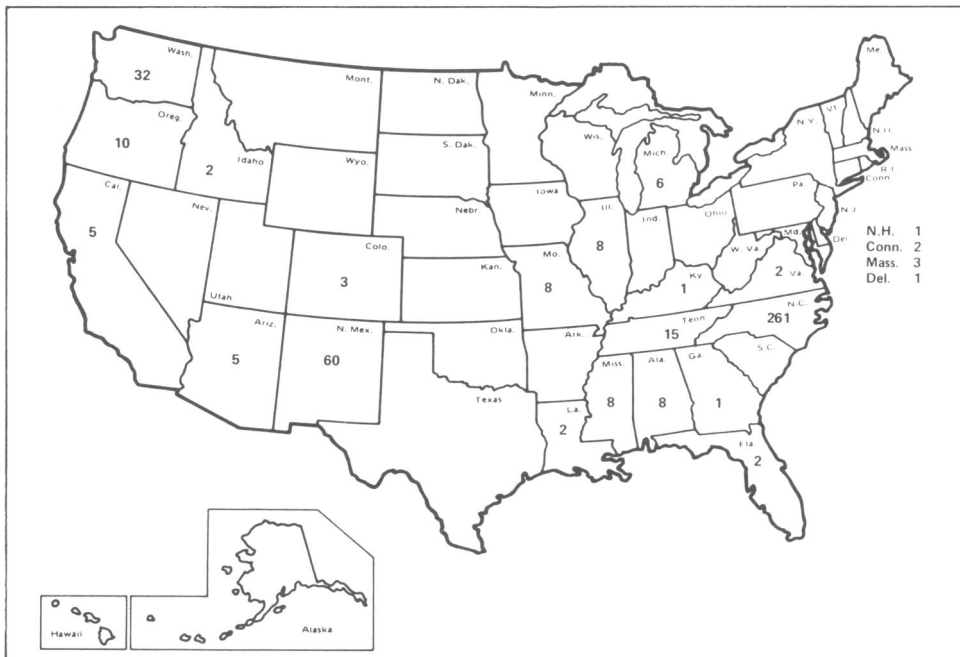 Wash.
32
Mont.
N. Dak.
Minn.
Me.
Oreg.
10
Idaho
2
S. Dak.
Wis.
Mich.
6
N.Y.
Vt.
N.H.
Mass.
R.I.
Conn.
Wyo.
Cal.
5
Nev.
Utah
Colo.
3
Nebr.
Iowa
Ill.
8
Ind.
Ohio
Pa.
N.J.
Md.
Del.
N.H. 1
Conn. 2
Mass. 3
Del. 1
Kan.
Mo.
8
Ky.
1
W. Va.
2 Va.
Ariz.
5
N. Mex.
60
Okla.
Ark.
Tenn.
15
N.C.
261
S.C.
Texas
La.
2
Miss.
8
Ala.
8
Ga.
1
Fla.
2
Hawaii
Alaska